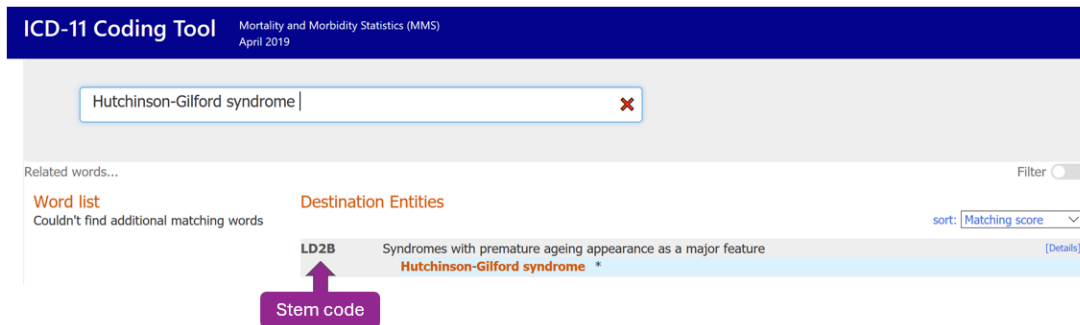 ICD-11 Coding Tool
Mortality and Morbidity Statistics (MMS)
April 2019
Hutchinson-Gilford syndrome
Related words...
Filter
Word list
Couldn't find additional matching words
Destination Entities
sort: Matching score
LD2B Syndromes with premature ageing appearance as a major feature [Details]
Hutchinson-Gilford syndrome *
Stem code